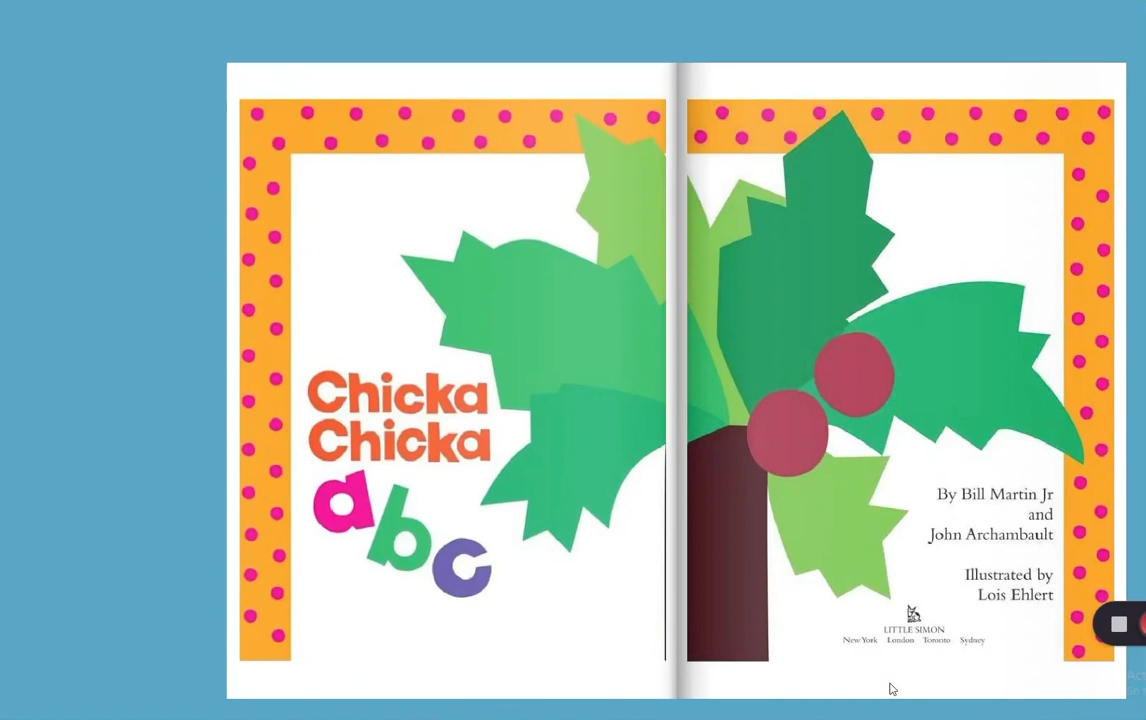 Chicka
Chicka
abc
By Bill Martin Jr
and
John Archambault
Illustrated by
Lois Ehlert
LITTLE SIMON
New York London Toronto Sydney